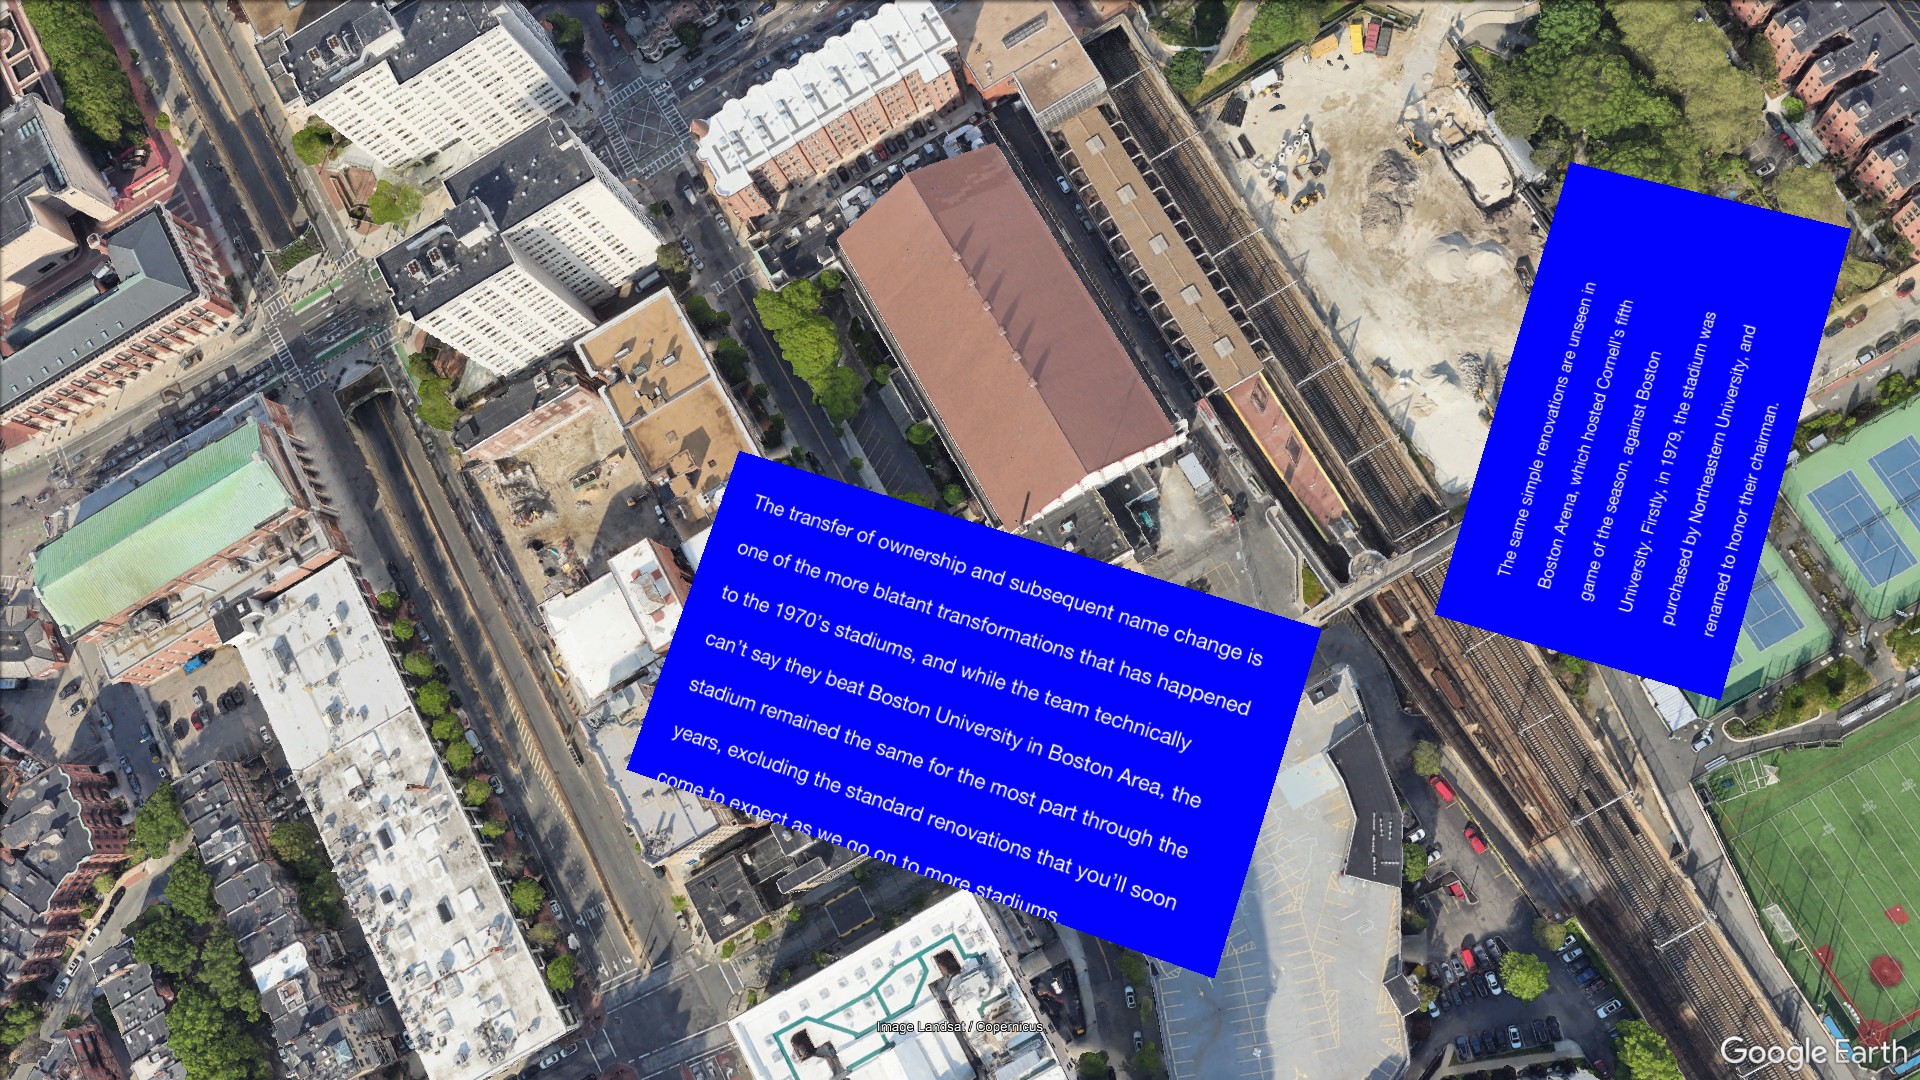 The same simple renovations are unseen in
Boston Arena, which hosted Cornell's fifth
game of the season, against Boston
University. Firstly, in 1979, the stadium was
purchased by Northeastern University, and
renamed to honor their chairman.
The transfer of ownership and subsequent name change is
one of the more blatant transformations that has happened
to the 1970's stadiums, and while the team technically
can't say they beat Boston University in Boston Area, the
stadium remained the same for the most part through the
years, excluding the standard renovations that you'll soon
come to expect as we go on to more stadiums.
Image Landsat / Copernicus
Google Earth